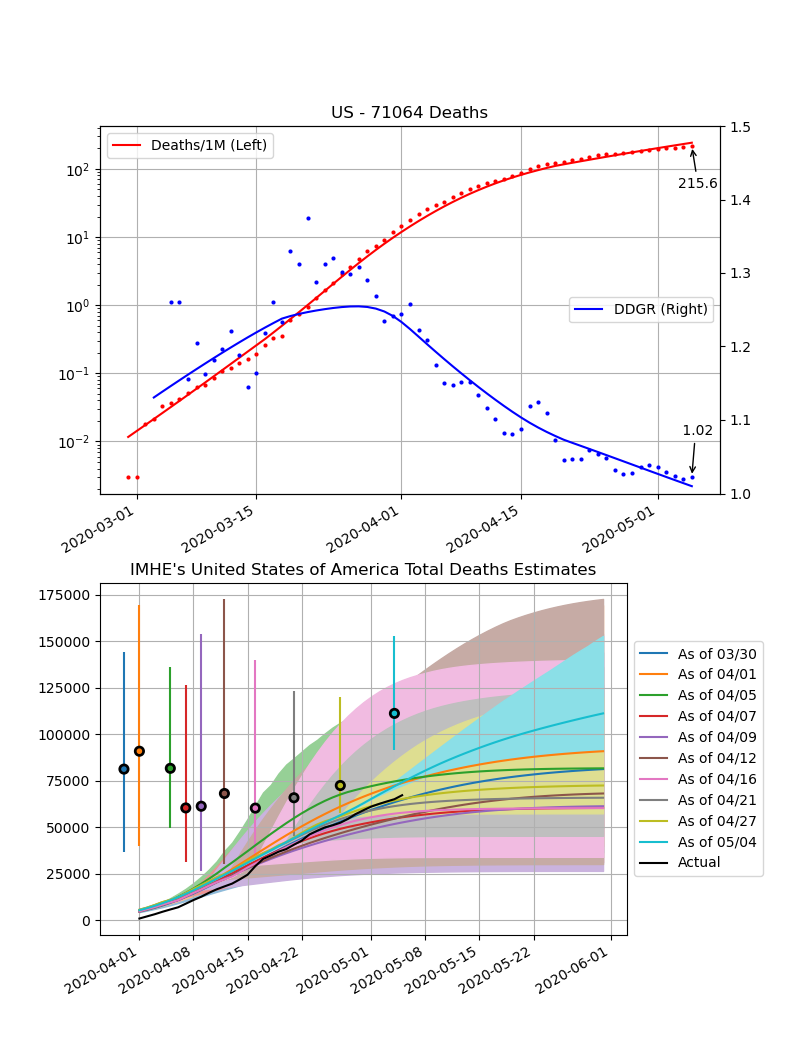 US - 71064 Deaths
Deaths/1M (Left)
DDGR (Right)
10²
10¹
10⁰
10⁻¹
10⁻²
1.5
1.4
1.3
1.2
1.1
1.0
215.6
1.02
2020-03-01
2020-03-15
2020-04-01
2020-04-15
2020-05-01
IMHE's United States of America Total Deaths Estimates
175000
150000
125000
100000
75000
50000
25000
0
2020-04-01
2020-04-08
2020-04-15
2020-04-22
2020-05-01
2020-05-08
2020-05-15
2020-05-22
2020-06-01
As of 03/30
As of 04/01
As of 04/05
As of 04/07
As of 04/09
As of 04/12
As of 04/16
As of 04/21
As of 04/27
As of 05/04
Actual